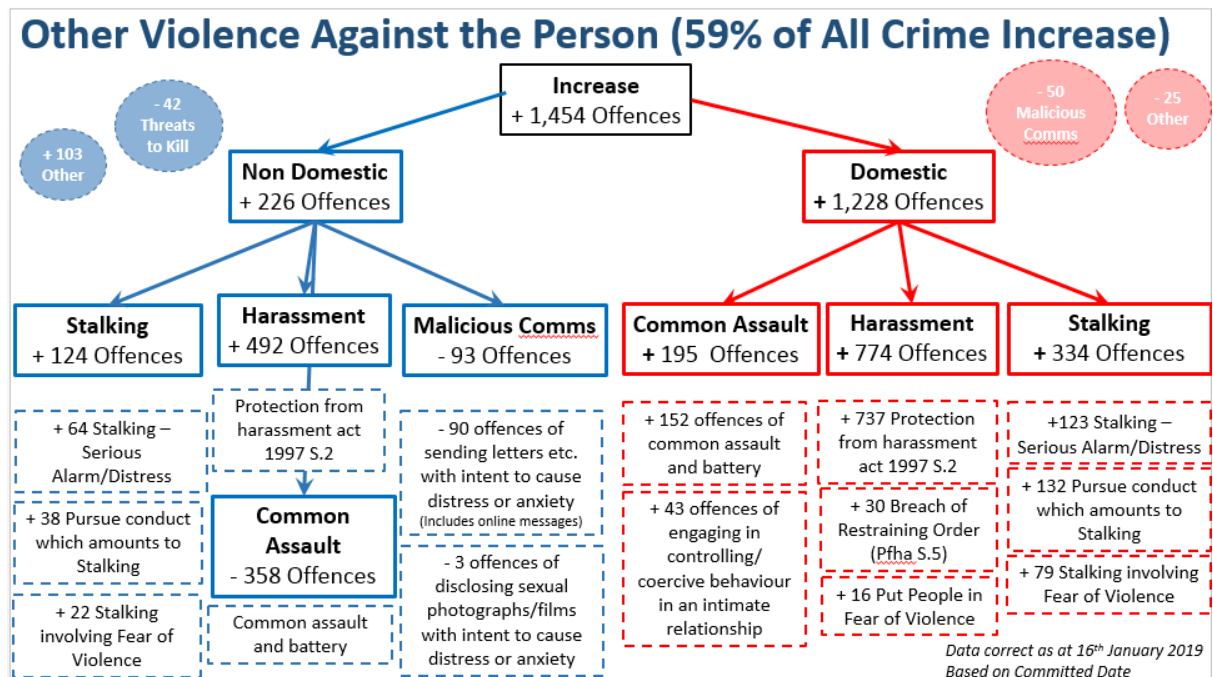 Other Violence Against the Person (59% of All Crime Increase)
Increase
+ 1,454 Offences
- 42
Threats
to Kill
+ 103
Other
- 50
Malicious
Comms
- 25
Other
Non Domestic
+ 226 Offences
Domestic
+ 1,228 Offences
Stalking
+ 124 Offences
Harassment
+ 492 Offences
Malicious Comms
- 93 Offences
Common Assault
+ 195 Offences
Harassment
+ 774 Offences
Stalking
+ 334 Offences
+ 64 Stalking –
Serious
Alarm/Distress
+ 38 Pursue conduct
which amounts to
Stalking
+ 22 Stalking
involving Fear of
Violence
Protection from
harassment act
1997 S.2
Common
Assault
- 358 Offences
Common assault
and battery
- 90 offences of
sending letters etc.
with intent to cause
distress or anxiety
(Includes online messages)
- 3 offences of
disclosing sexual
photographs/films
with intent to cause
distress or anxiety
+ 152 offences of
common assault
and battery
+ 43 offences of
engaging in
controlling/
coercive behaviour
in an intimate
relationship
+ 737 Protection
from harassment
act 1997 S.2
+ 30 Breach of
Restraining Order
(Pfha S.5)
+ 16 Put People in
Fear of Violence
+123 Stalking –
Serious Alarm/Distress
+ 132 Pursue conduct
which amounts to
Stalking
+ 79 Stalking involving
Fear of Violence
Data correct as at 16th January 2019
Based on Committed Date